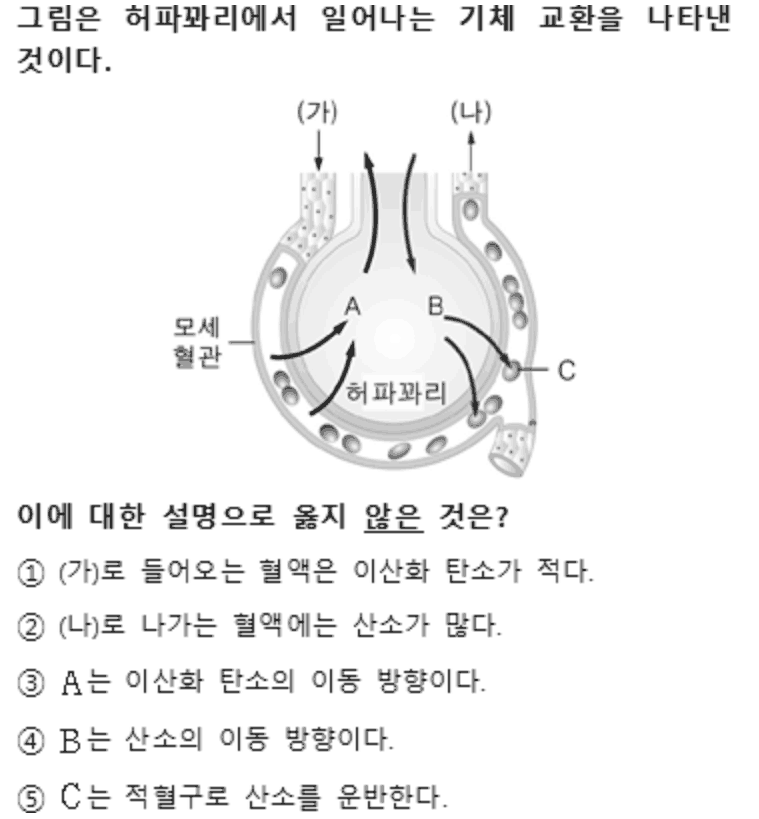 그림은 허파꽈리에서 일어나는 기체 교환을 나타낸
것이다.
(가) (나)
A B
모세
혈관
C
허파꽈리
이에 대한 설명으로 옳지 않은 것은?
① (가)로 들어오는 혈액은 이산화 탄소가 적다.
② (나)로 나가는 혈액에는 산소가 많다.
③ A는 이산화 탄소의 이동 방향이다.
④ B는 산소의 이동 방향이다.
⑤ C는 적혈구로 산소를 운반한다.